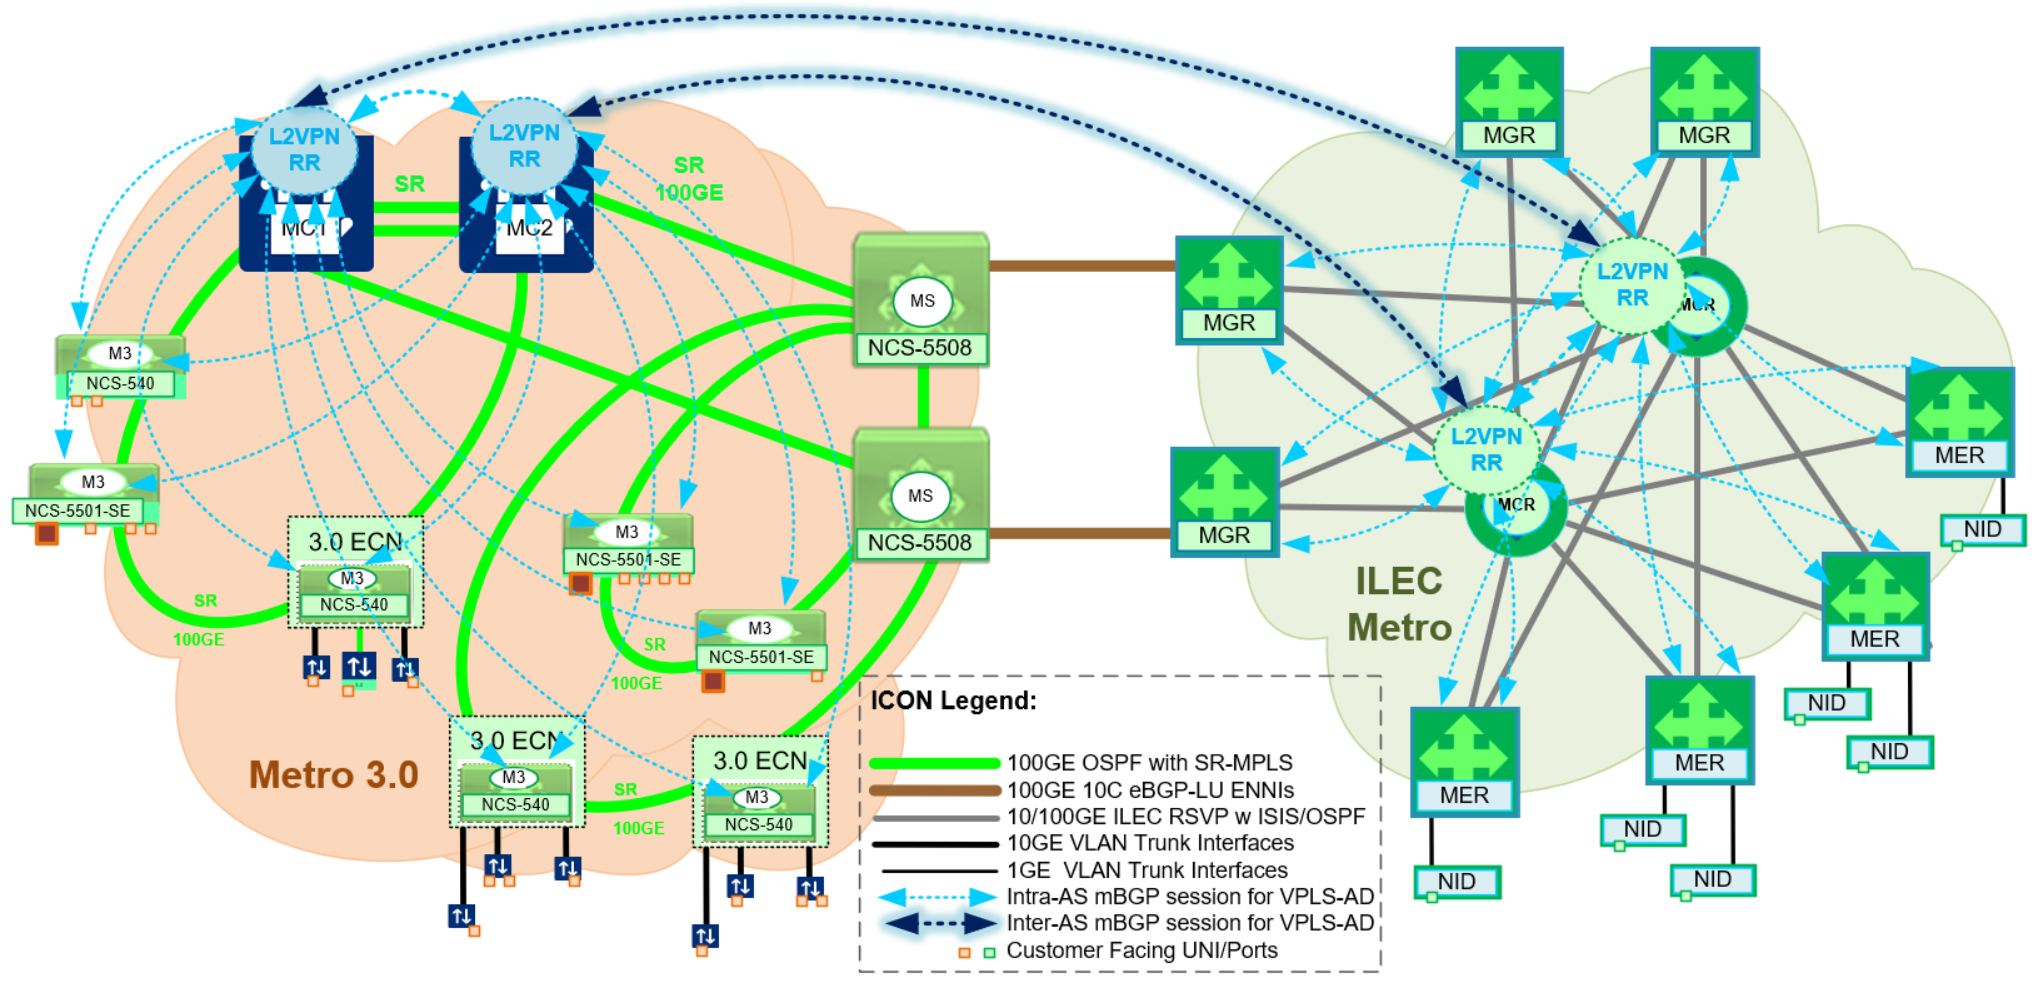 L2VPN
RR
L2VPN
RR
MC1
MC2
SR
SR
100GE
MS
NCS-5508
MS
NCS-5508
M3
NCS-540
M3
NCS-5501-SE
SR
100GE
3.0 ECN
M3
NCS-540
M3
NCS-5501-SE
SR
100GE
M3
NCS-5501-SE
Metro 3.0
3.0 ECN
M3
NCS-540
SR
100GE
3.0 ECN
M3
NCS-540
MGR
MGR
MGR
MGR
L2VPN
RR
MCR
L2VPN
RR
MCR
ILEC
Metro
MER
NID
MER
NID
NID
MER
NID
NID
MER
NID
ICON Legend:
100GE OSPF with SR-MPLS
100GE 10C eBGP-LU ENNIs
10/100GE ILEC RSVP w ISIS/OSPF
10GE VLAN Trunk Interfaces
1GE VLAN Trunk Interfaces
Intra-AS mBGP session for VPLS-AD
Inter-AS mBGP session for VPLS-AD
Customer Facing UNI/Ports